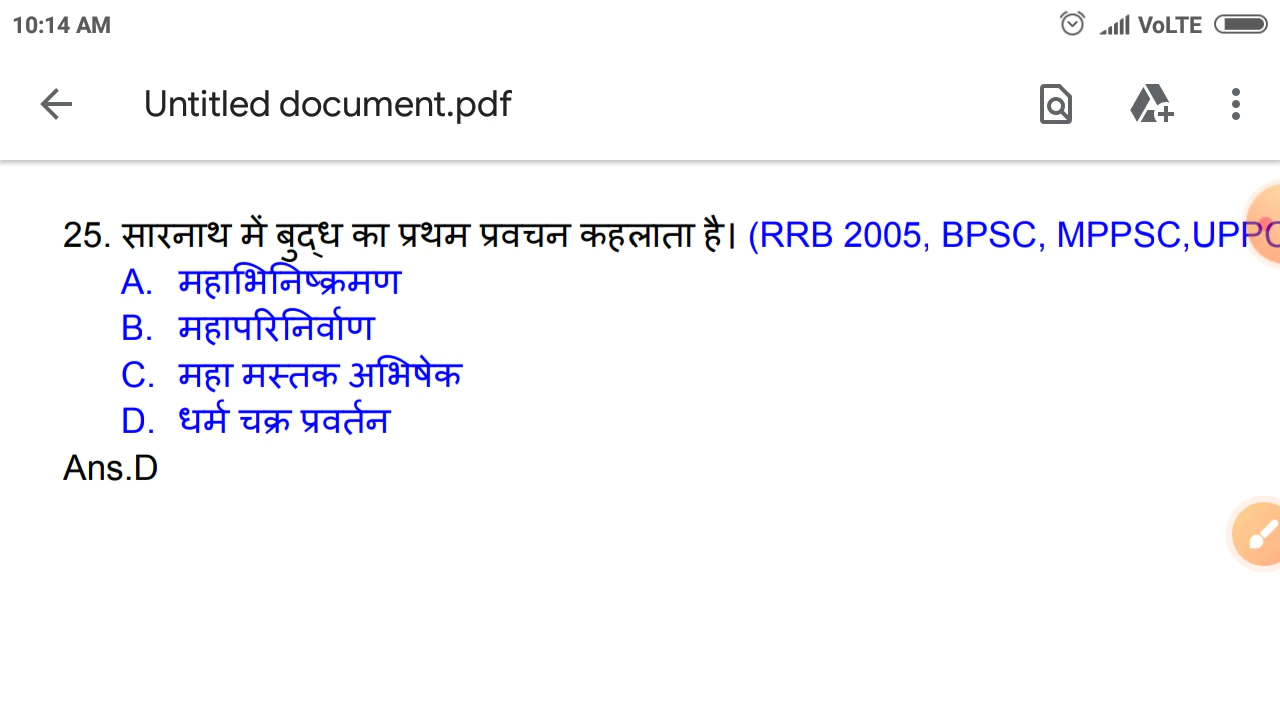 10:14 AM VoLTE
Untitled document.pdf
25. सारनाथ में बुद्ध का प्रथम प्रवचन कहलाता है। (RRB 2005, BPSC, MPPSC,
A. महाभिनिष्क्रमण
B. महापरिनिर्वाण
C. महा मस्तक अभिषेक
D. धर्म चक्र प्रवर्तन
Ans.D